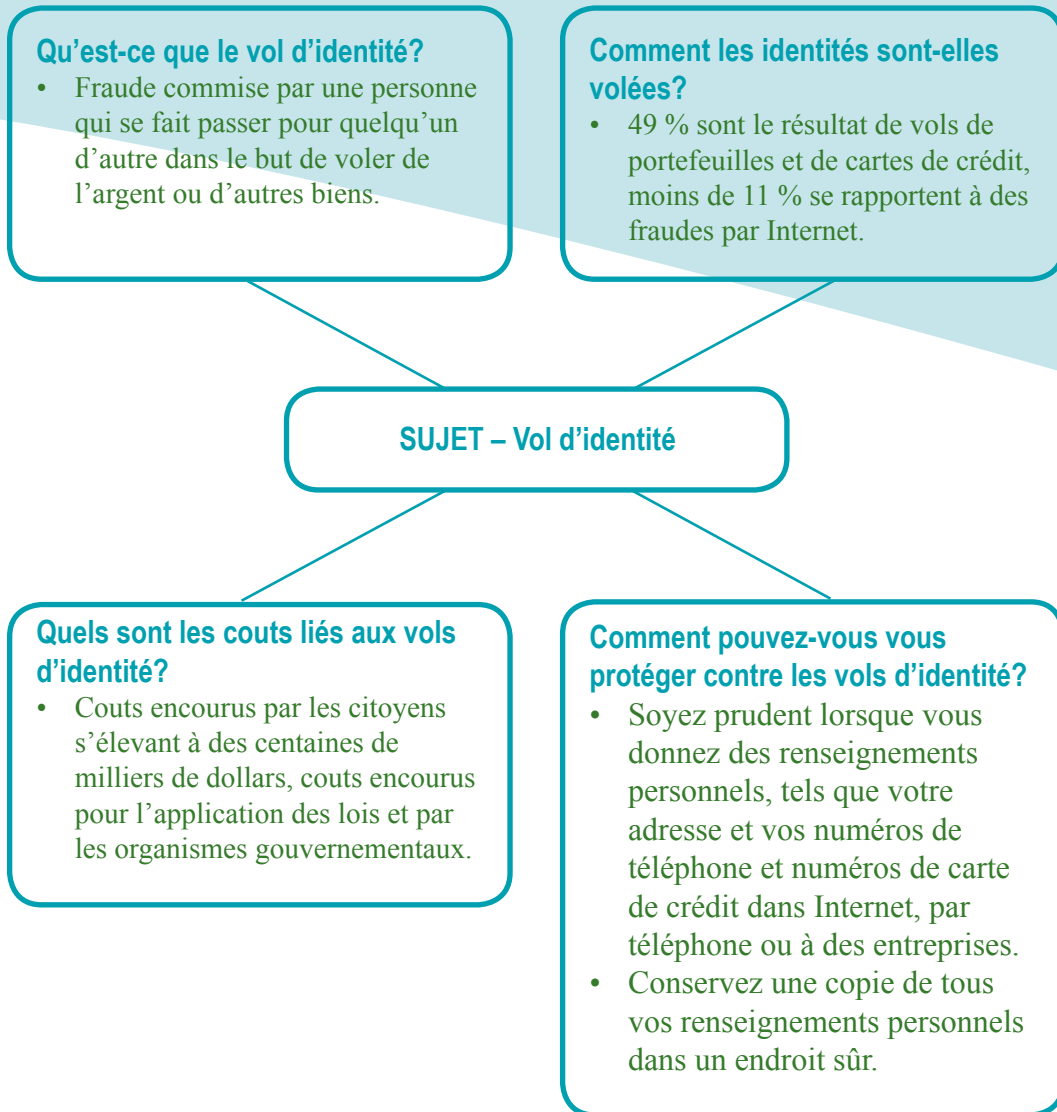 Qu’est-ce que le vol d’identité?
• Fraude commise par une personne
qui se fait passer pour quelqu’un
d’autre dans le but de voler de
l’argent ou d’autres biens.
Comment les identités sont-elles
volées?
• 49 % sont le résultat de vols de
portefeuilles et de cartes de crédit,
moins de 11 % se rapportent à des
fraudes par Internet.
SUJET – Vol d’identité
Quels sont les couts liés aux vols
d’identité?
• Couts encourus par les citoyens
s’élevant à des centaines de
milliers de dollars, couts encourus
pour l’application des lois et par
les organismes gouvernementaux.
Comment pouvez-vous vous
protéger contre les vols d’identité?
• Soyez prudent lorsque vous
donnez des renseignements
personnels, tels que votre
adresse et vos numéros de
téléphone et numéros de carte
de crédit dans Internet, par
téléphone ou à des entreprises.
• Conservez une copie de tous
vos renseignements personnels
dans un endroit sûr.